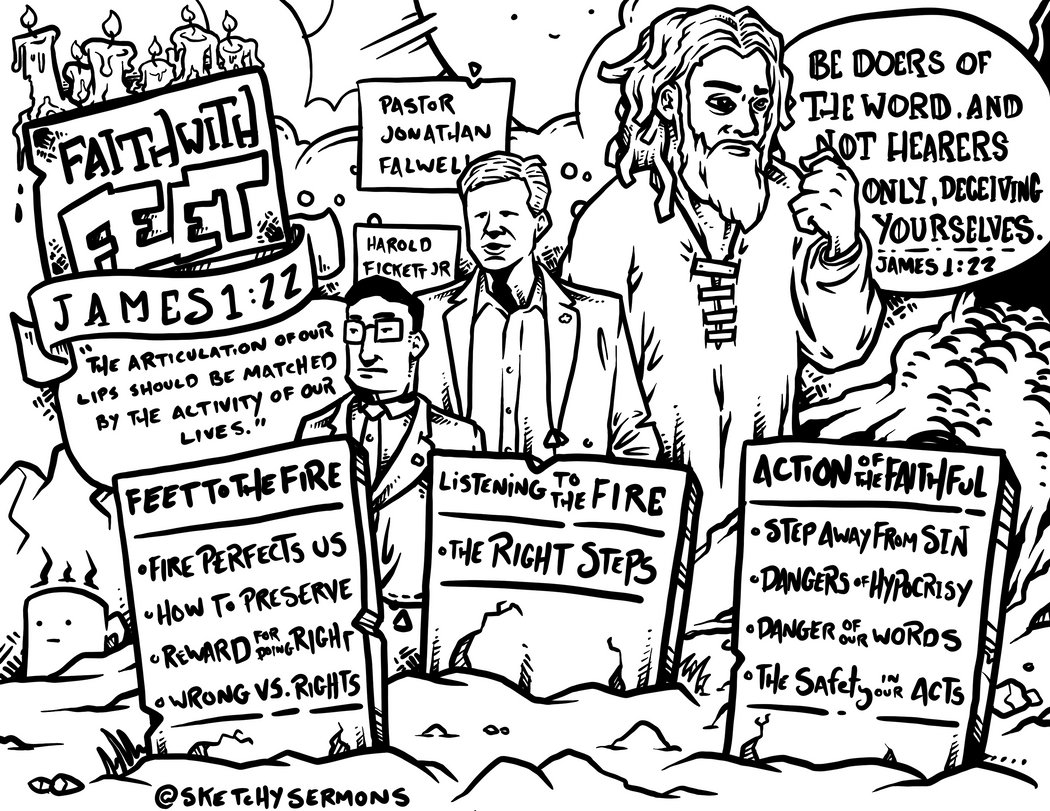 FAITH WITH
FEET
JAMES 1:22
"THE ARTICULATION OF OUR
LIPS SHOULD BE MATCHED
BY THE ACTIVITY OF OUR
LIVES."
PASTOR
JONATHAN
FALWELL
HAROLD
FICKETT JR
BE DOERS OF
THE WORD, AND
NOT HEARERS
ONLY, DECEIVING
YOURSELVES.
JAMES 1:22
FEET TO THE FIRE
• FIRE PERFECTS US
• HOW TO PRESERVE
• REWARD FOR DOING RIGHT
• WRONG VS. RIGHTS
LISTENING TO THE FIRE
• THE RIGHT STEPS
ACTION OF THE FAITHFUL
• STEP AWAY FROM SIN
• DANGERS OF HYPOCRISY
• DANGER OF OUR WORDS
• THE SAFETY IN OUR ACTS
@SKETCHYSERMONS